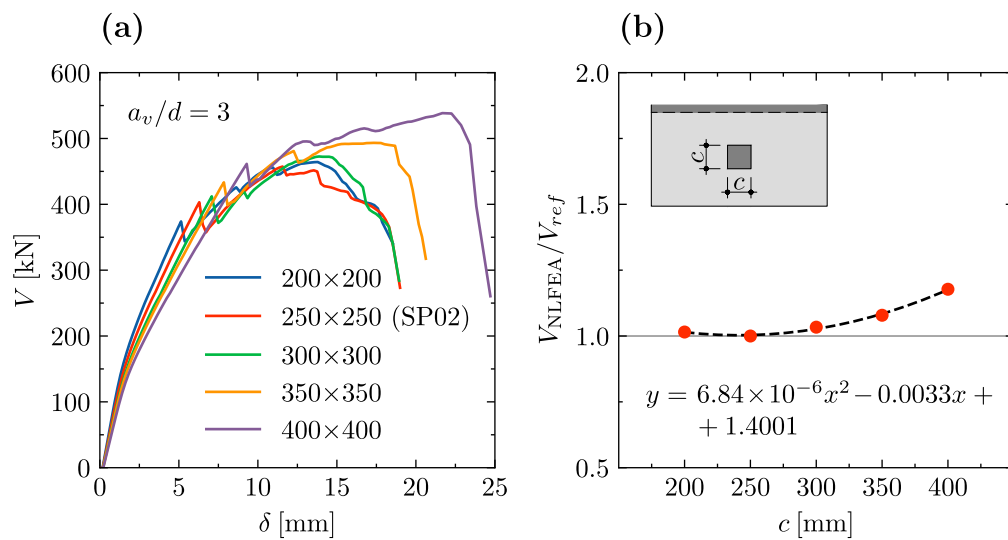 (a)
600
500
400
300
200
100
0
V [kN]
a_v/d = 3
200×200
250×250 (SP02)
300×300
350×350
400×400
0 5 10 15 20 25
δ [mm]
(b)
2.0
1.5
1.0
0.5
V_NLFEA/V_ref
c
c
y = 6.84×10⁻⁶x²−0.0033x +
+ 1.4001
200 250 300 350 400
c [mm]